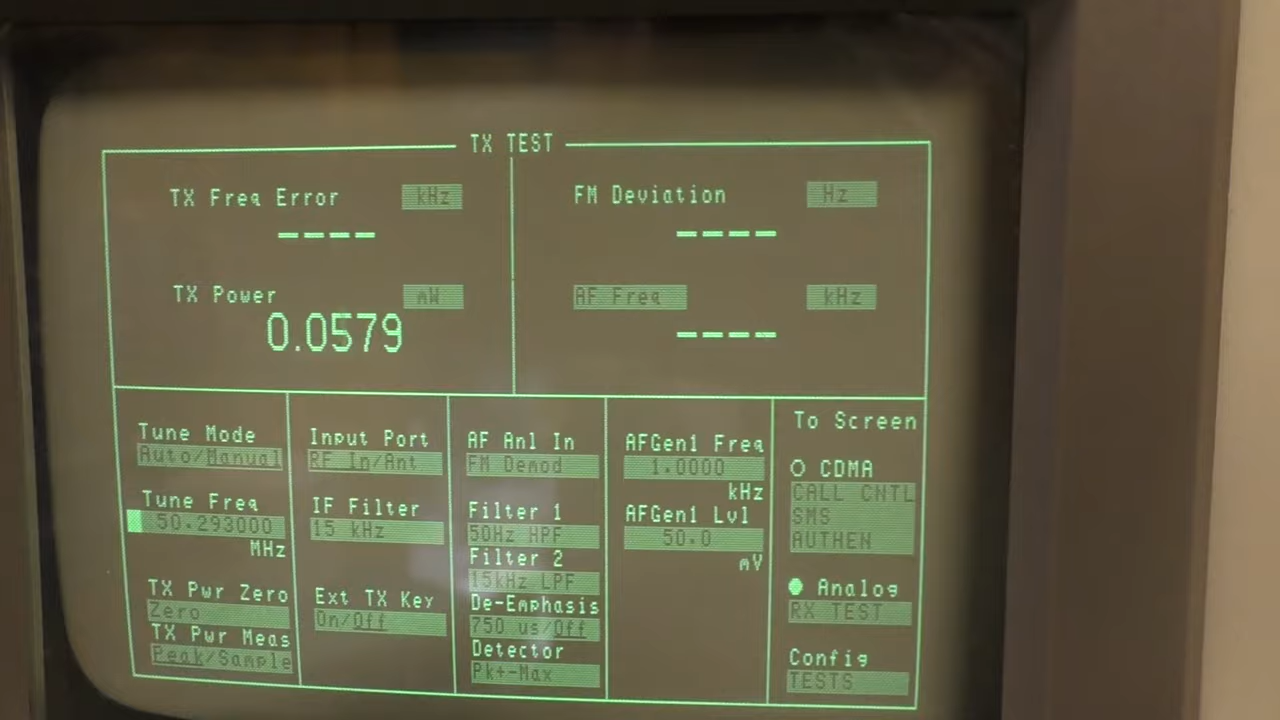 TX TEST
TX Freq Error kHz
----
FM Deviation Hz
----
TX Power mW
0.0579
AF Freq kHz
----
Tune Mode
Auto/Manual
Tune Freq
50.293000
MHz
TX Pwr Zero
Zero
TX Pwr Meas
Peak/Sample
Input Port
RF In/Ant
IF Filter
15 kHz
Ext TX Key
On/Off
AF Anl In
FM Demod
Filter 1
50Hz HPF
Filter 2
15kHz LPF
De-Emphasis
750 us/Off
Detector
Pk+-Max
AFGen1 Freq
1.0000
kHz
AFGen1 Lvl
50.0
mV
To Screen
CDMA
CALL CNTL
SMS
AUTHEN
Analog
RX TEST
Config
TESTS